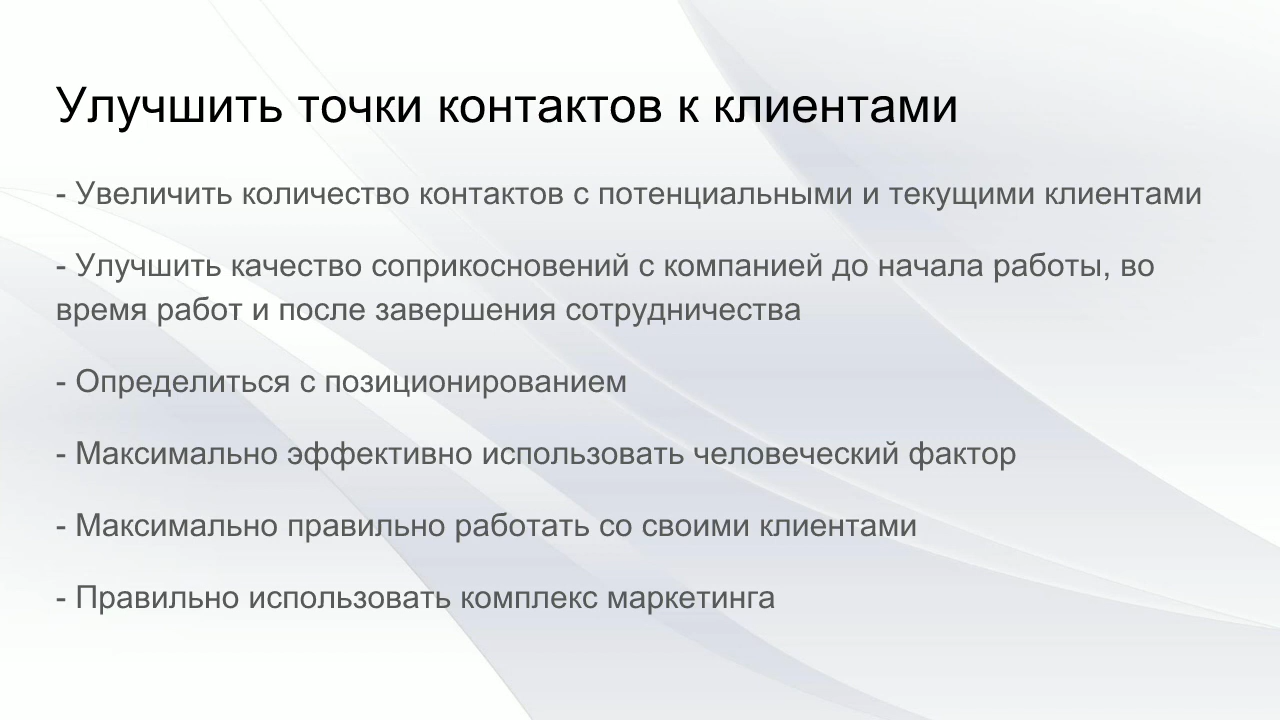 Улучшить точки контактов к клиентами
- Увеличить количество контактов с потенциальными и текущими клиентами
- Улучшить качество соприкосновений с компанией до начала работы, во
время работ и после завершения сотрудничества
- Определиться с позиционированием
- Максимально эффективно использовать человеческий фактор
- Максимально правильно работать со своими клиентами
- Правильно использовать комплекс маркетинга